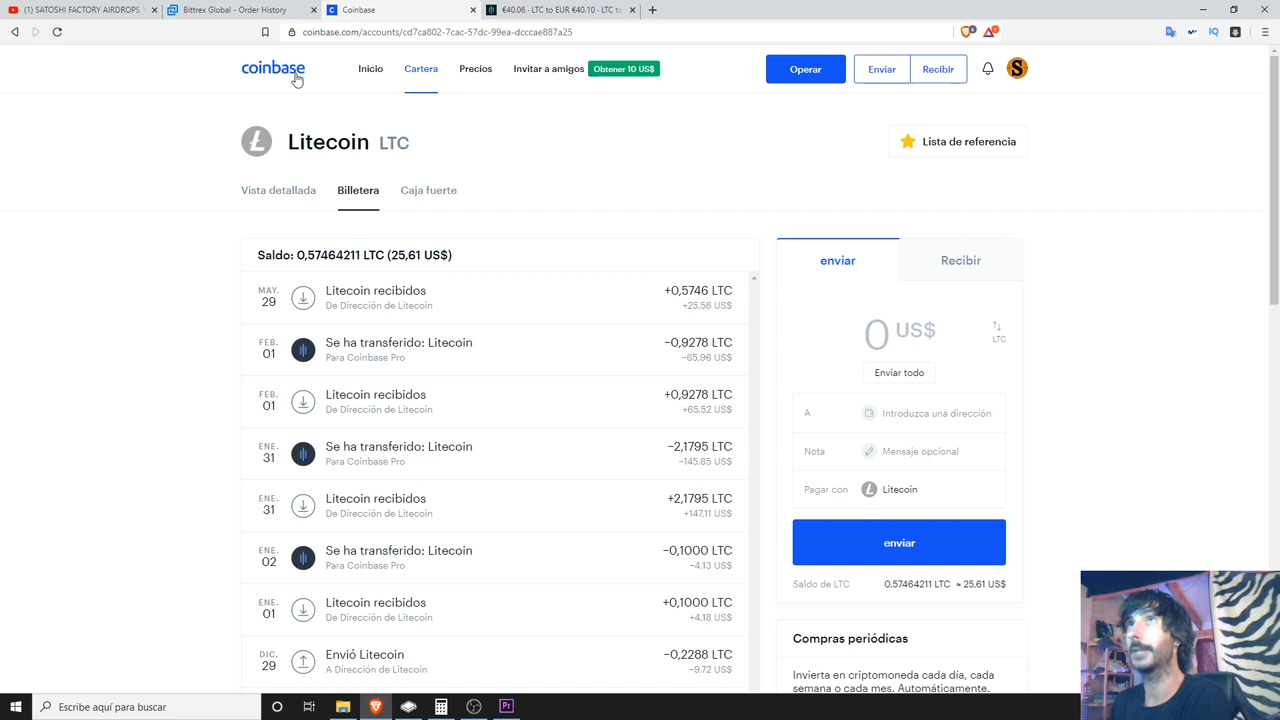 (1) SATOSHI FACTORY AIRDROPS
Bittrex Global - Order History
Coinbase
€40.06 · LTC to EUR €40.10 · LTC to
coinbase.com/accounts/cd7ca802-7cac-57dc-99ea-dcccae887a25
coinbase
Inicio
Cartera
Precios
Invitar a amigos
Obtener 10 US$
Operar
Enviar
Recibir
S
Litecoin LTC
Lista de referencia
Vista detallada
Billetera
Caja fuerte
Saldo: 0,57464211 LTC (25,61 US$)
MAY. 29
Litecoin recibidos
De Dirección de Litecoin
+0,5746 LTC
+25,58 US$
FEB. 01
Se ha transferido: Litecoin
Para Coinbase Pro
−0,9278 LTC
−65,96 US$
FEB. 01
Litecoin recibidos
De Dirección de Litecoin
+0,9278 LTC
+65,52 US$
ENE. 31
Se ha transferido: Litecoin
Para Coinbase Pro
−2,1795 LTC
−145,85 US$
ENE. 31
Litecoin recibidos
De Dirección de Litecoin
+2,1795 LTC
+147,11 US$
ENE. 02
Se ha transferido: Litecoin
Para Coinbase Pro
−0,1000 LTC
−4,13 US$
ENE. 01
Litecoin recibidos
De Dirección de Litecoin
+0,1000 LTC
+4,18 US$
DIC. 29
Envió Litecoin
A Dirección de Litecoin
−0,2288 LTC
−9,72 US$
enviar
Recibir
0 US$
LTC
Enviar todo
A
Introduzca una dirección
Nota
Mensaje opcional
Pagar con
Litecoin
enviar
Saldo de LTC
0,57464211 LTC ≈ 25,61 US$
Compras periódicas
Invierta en criptomoneda cada día, cada
semana o cada mes. Automáticamente.
Escribe aquí para buscar